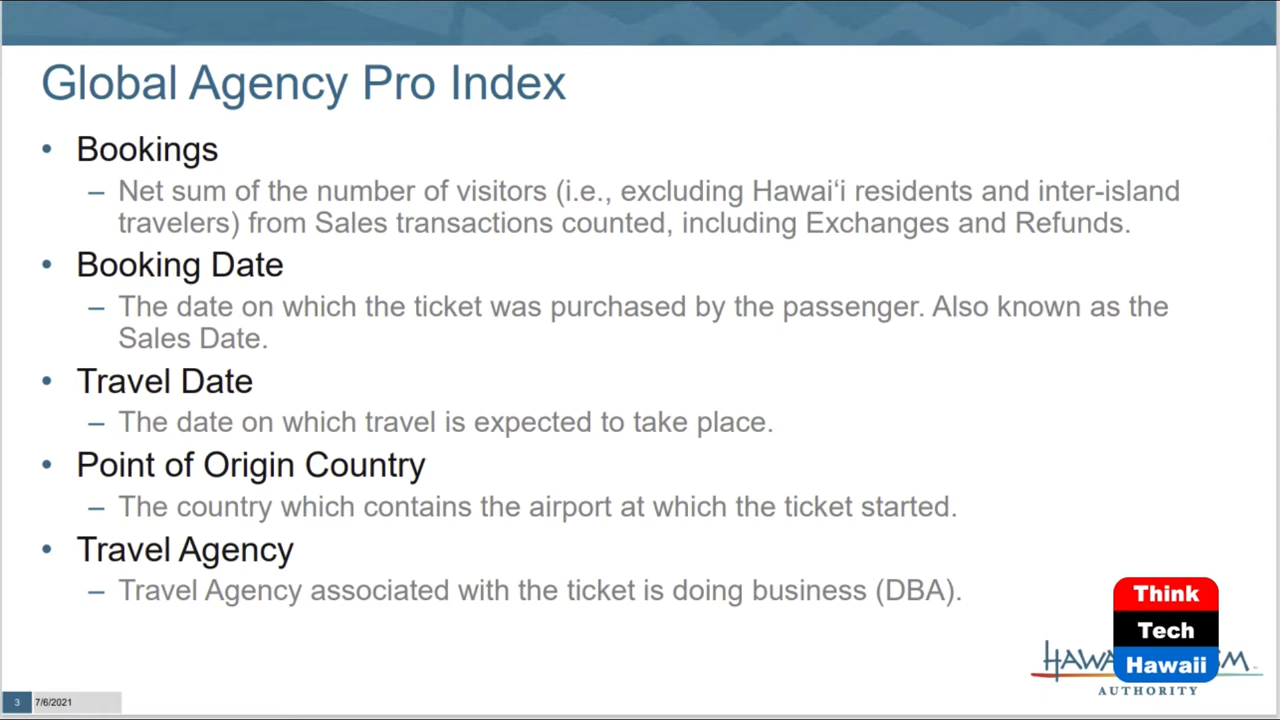 Global Agency Pro Index
• Bookings
– Net sum of the number of visitors (i.e., excluding Hawai‘i residents and inter-island
travelers) from Sales transactions counted, including Exchanges and Refunds.
• Booking Date
– The date on which the ticket was purchased by the passenger. Also known as the
Sales Date.
• Travel Date
– The date on which travel is expected to take place.
• Point of Origin Country
– The country which contains the airport at which the ticket started.
• Travel Agency
– Travel Agency associated with the ticket is doing business (DBA).
Think
Tech
Hawaii
AUTHORITY
3 7/6/2021